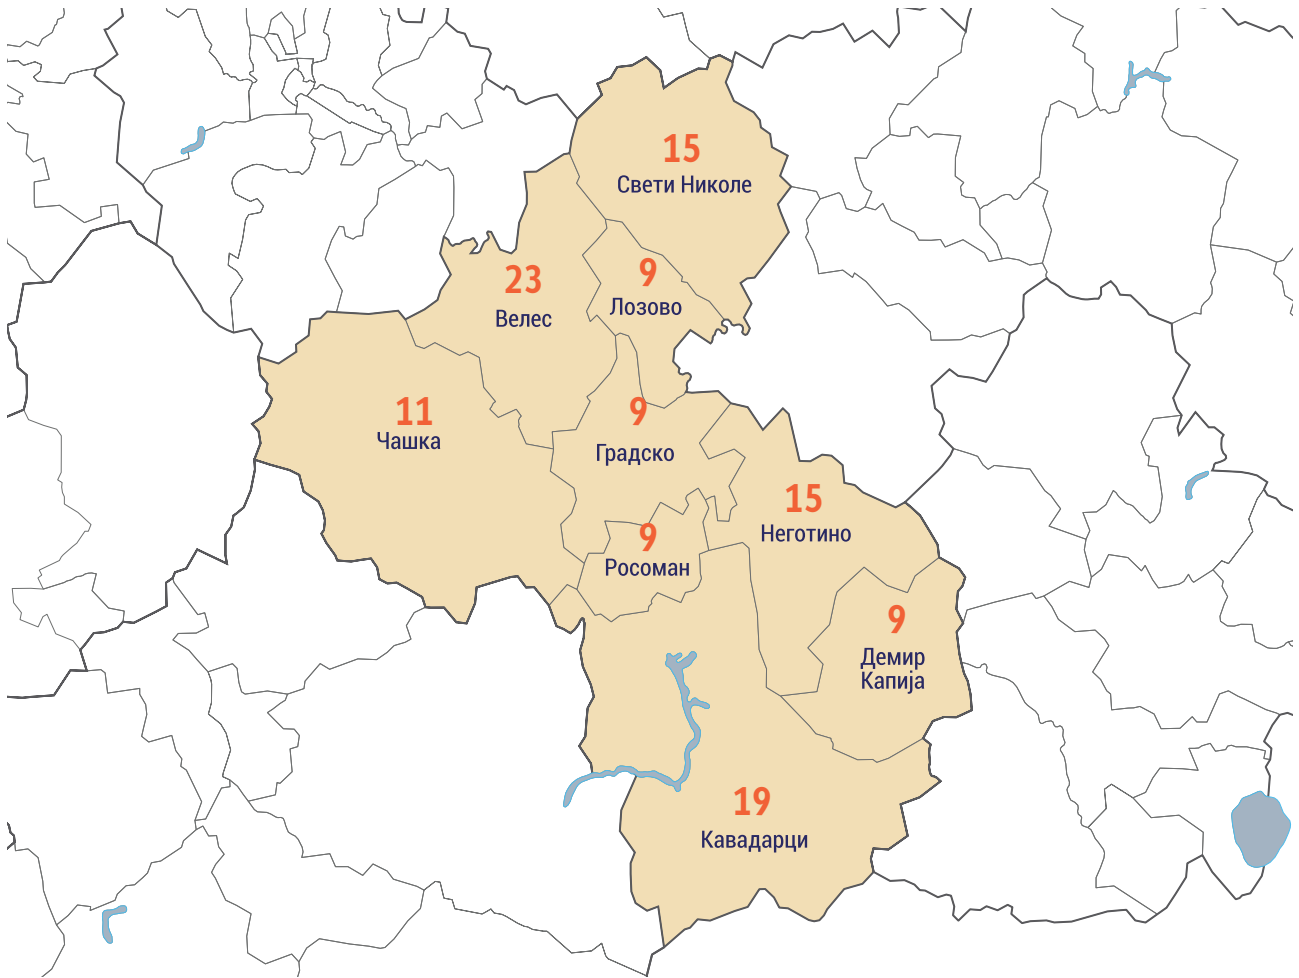 15
Свети Николе
23
Велес
9
Лозово
11
Чашка
9
Градско
15
Неготино
9
Росоман
9
Демир
Капија
19
Кавадарци